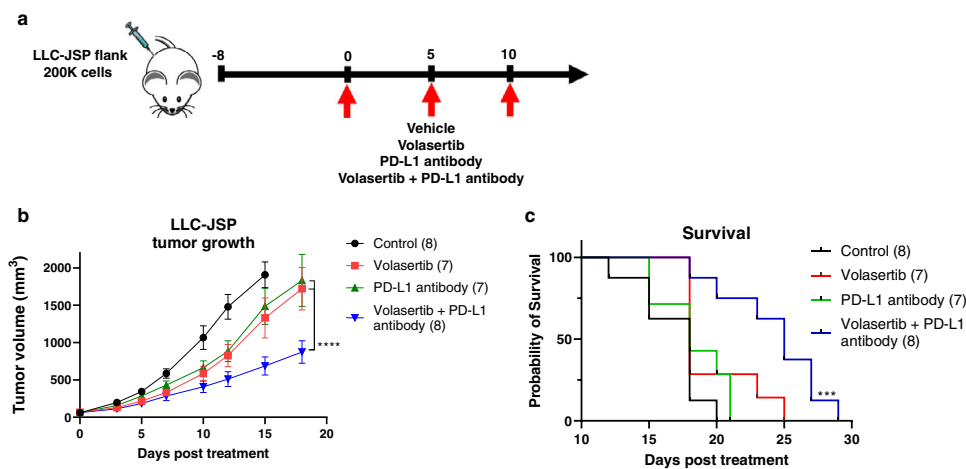 a
LLC-JSP flank
200K cells
-8
0
5
10
Vehicle
Volasertib
PD-L1 antibody
Volasertib + PD-L1 antibody
b
LLC-JSP
tumor growth
Tumor volume (mm³)
2000
1500
1000
500
0
0
5
10
15
20
Days post treatment
Control (8)
Volasertib (7)
PD-L1 antibody (7)
Volasertib + PD-L1
antibody (8)
****
c
Survival
Probability of Survival
100
50
0
10
15
20
25
30
Days post treatment
***
Control (8)
Volasertib (7)
PD-L1 antibody (7)
Volasertib + PD-L1
antibody (8)